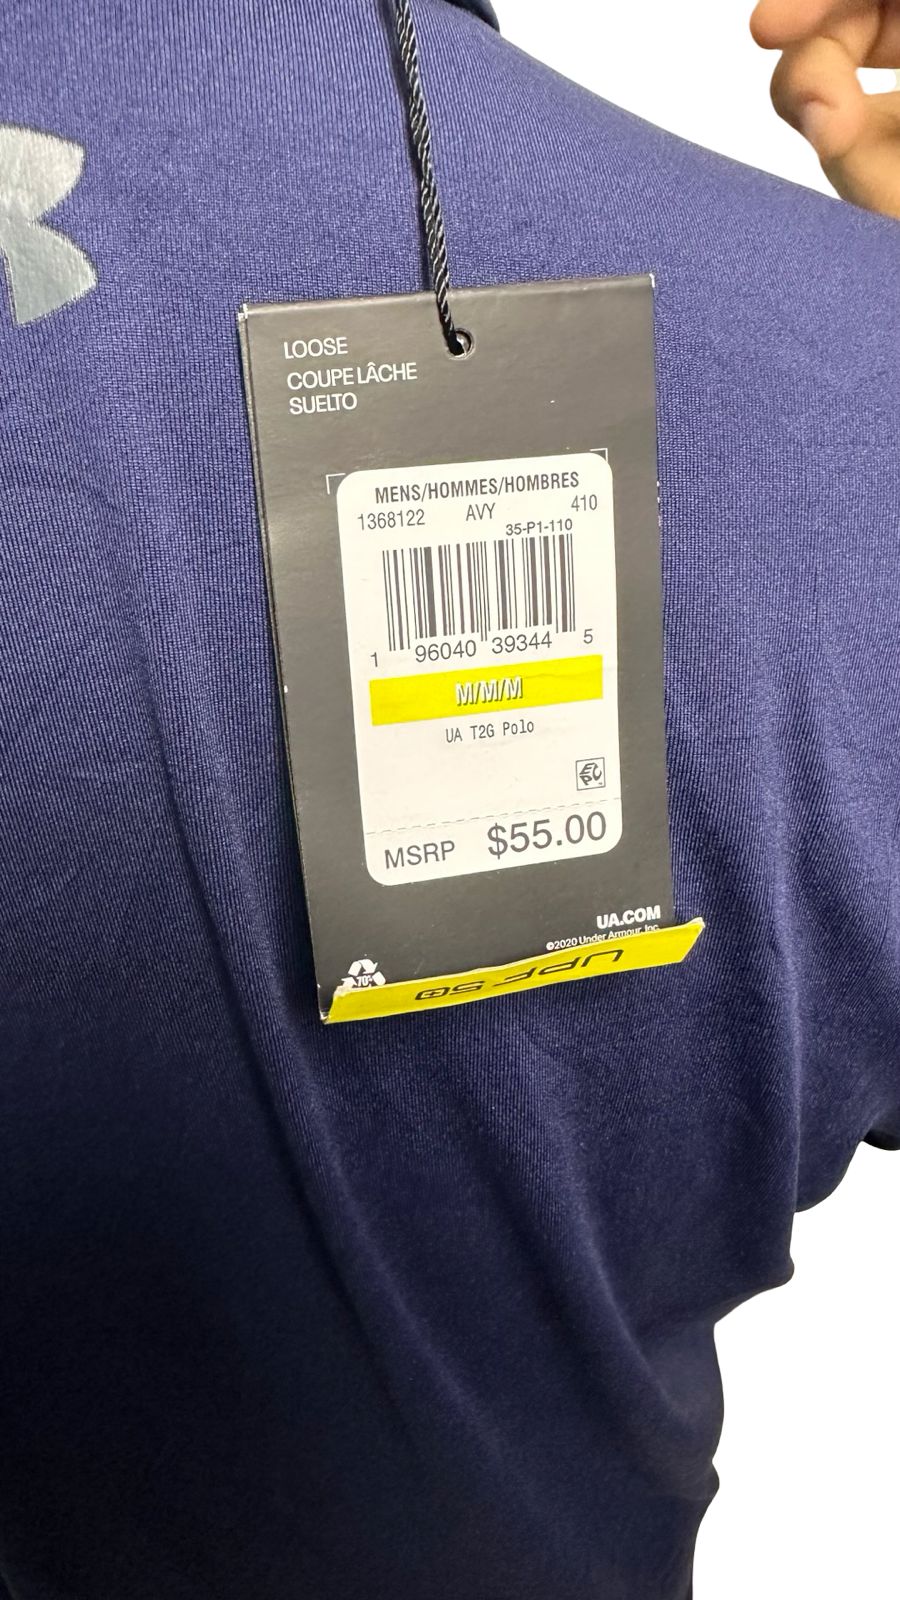 LOOSE
COUPE LÂCHE
SUELTO
MENS/HOMMES/HOMBRES
1368122 AVY 410
35-P1-110
1 96040 39344 5
M/M/M
UA T2G Polo
MSRP $55.00
UA.COM
©2020 Under Armour, Inc.
70%
UPF 50